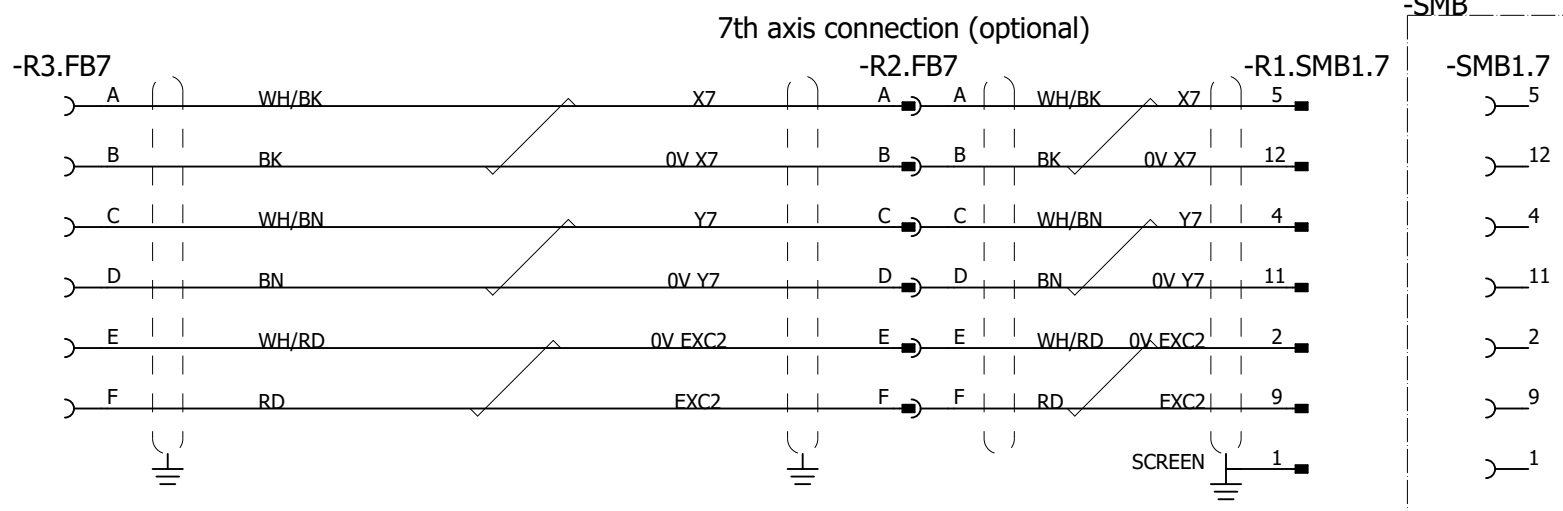 -SMB
7th axis connection (optional)
-R3.FB7 -R2.FB7 -R1.SMB1.7 -SMB1.7
A WH/BK X7 A A WH/BK X7 5 5
B BK 0V X7 B B BK 0V X7 12 12
C WH/BN Y7 C C WH/BN Y7 4 4
D BN 0V Y7 D D BN 0V Y7 11 11
E WH/RD 0V EXC2 E E WH/RD 0V EXC2 2 2
F RD EXC2 F F RD EXC2 9 9
SCREEN 1 1